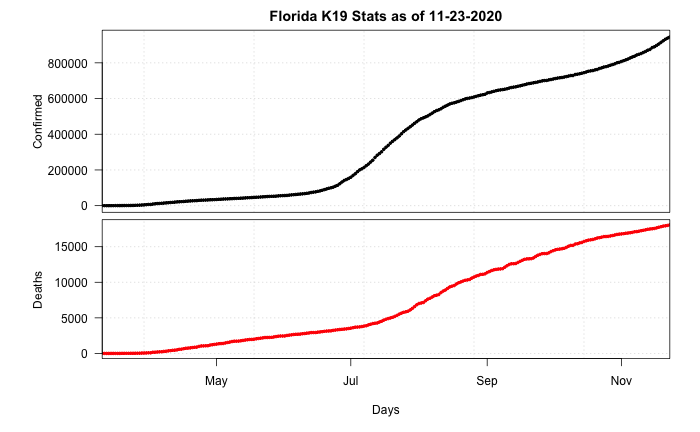 Florida K19 Stats as of 11-23-2020
Confirmed
800000
600000
400000
200000
0
Deaths
15000
10000
5000
0
May Jul Sep Nov
Days